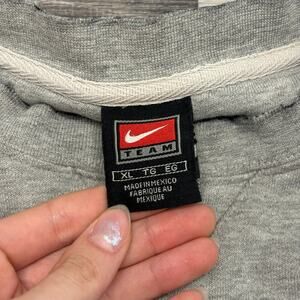 TEAM
XL TG EG
MADE IN MEXICO
FABRIQUE AU
MEXIQUE